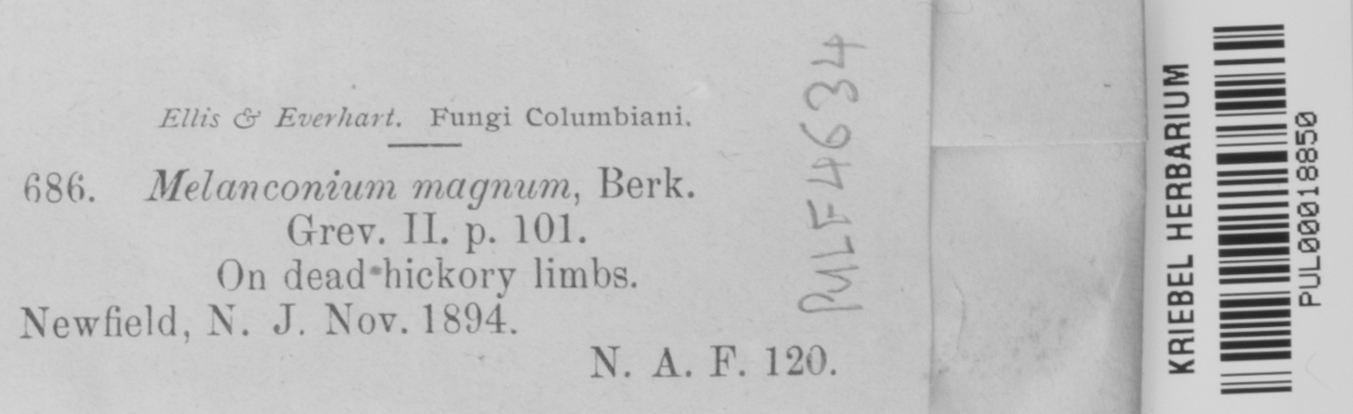 Ellis & Everhart. Fungi Columbiani.
686. Melanconium magnum, Berk.
Grev. II. p. 101.
On dead hickory limbs.
Newfield, N. J. Nov. 1894.
N. A. F. 120.
PULF4634
KRIEBEL HERBARIUM
PUL00018850